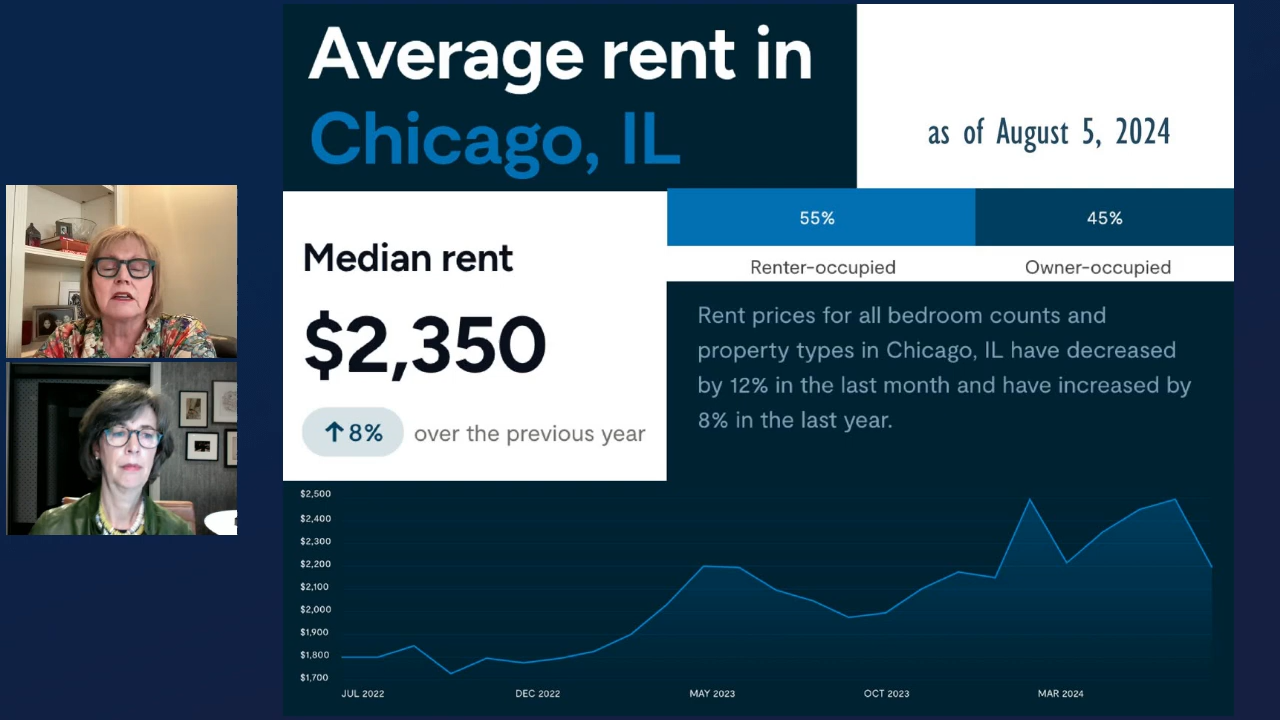 Average rent in
Chicago, IL
as of August 5, 2024
55%
45%
Renter-occupied
Owner-occupied
Median rent
$2,350
↑8% over the previous year
Rent prices for all bedroom counts and
property types in Chicago, IL have decreased
by 12% in the last month and have increased by
8% in the last year.
$2,500
$2,400
$2,300
$2,200
$2,100
$2,000
$1,900
$1,800
$1,700
JUL 2022
DEC 2022
MAY 2023
OCT 2023
MAR 2024